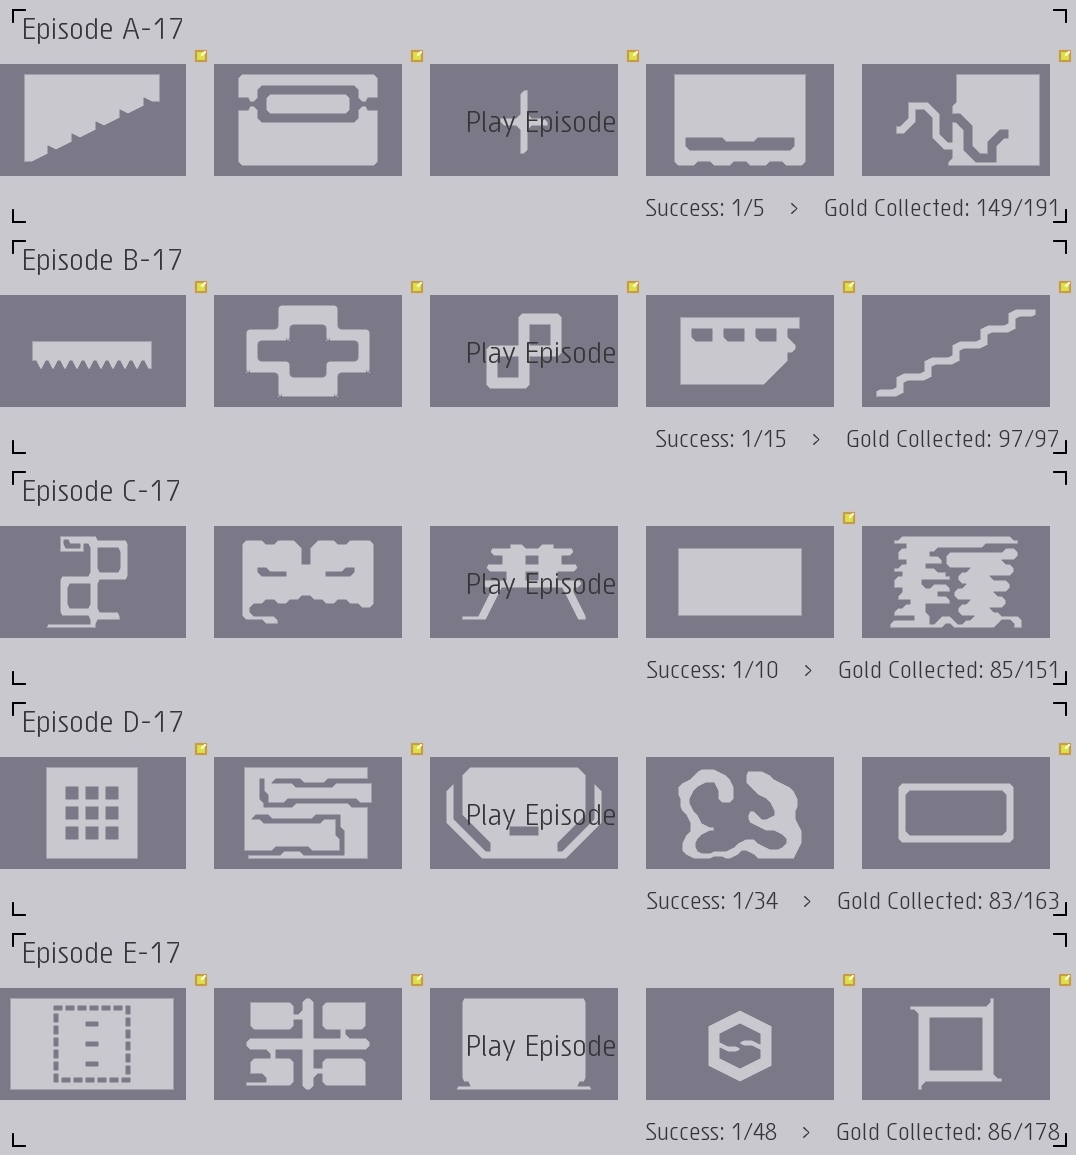 Episode A-17
Play Episode
Success: 1/5 > Gold Collected: 149/191
Episode B-17
Play Episode
Success: 1/15 > Gold Collected: 97/97
Episode C-17
Play Episode
Success: 1/10 > Gold Collected: 85/151
Episode D-17
Play Episode
Success: 1/34 > Gold Collected: 83/163
Episode E-17
Play Episode
Success: 1/48 > Gold Collected: 86/178